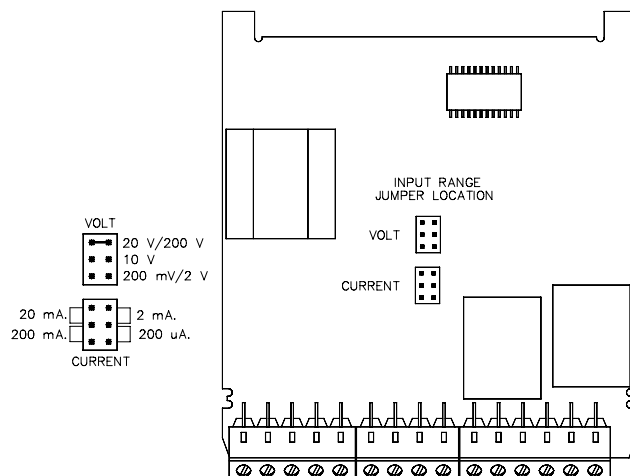 INPUT RANGE
JUMPER LOCATION
VOLT
CURRENT
VOLT
20 V/200 V
10 V
200 mV/2 V
20 mA. 2 mA.
200 mA. 200 uA.
CURRENT